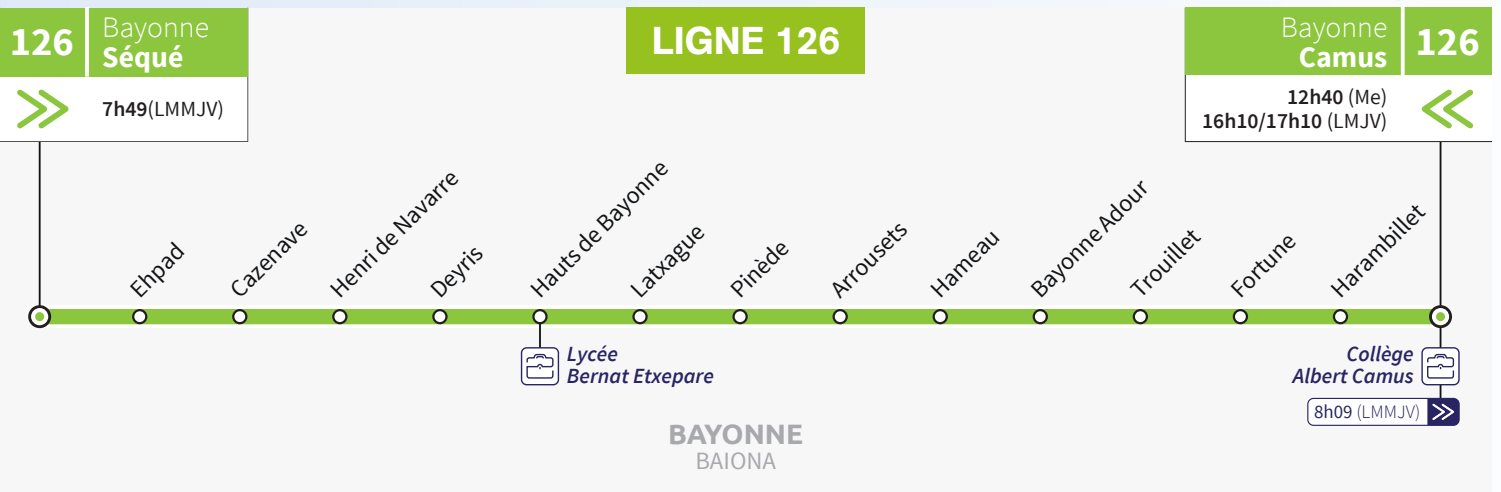 126
Bayonne
Séqué
7h49(LMMJV)
LIGNE 126
Bayonne
Camus
126
12h40 (Me)
16h10/17h10 (LMJV)
Ehpad
Cazenave
Henri de Navarre
Deyris
Hauts de Bayonne
Latxague
Pinède
Arrousets
Hameau
Bayonne Adour
Trouillet
Fortune
Harambillet
Lycée
Bernat Etxepare
Collège
Albert Camus
8h09 (LMMJV)
BAYONNE
BAIONA